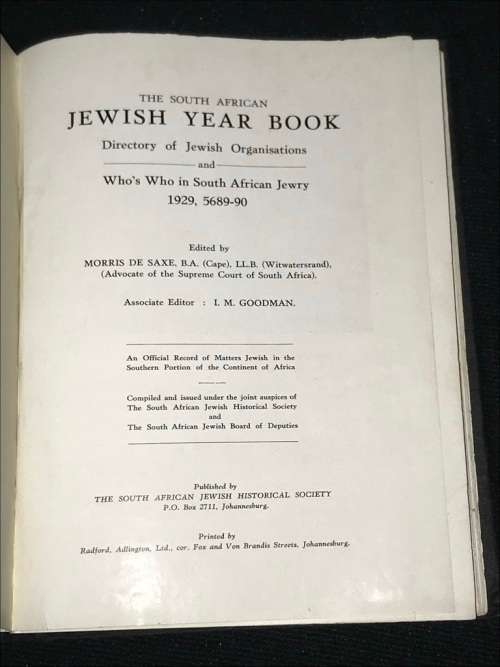 THE SOUTH AFRICAN
JEWISH YEAR BOOK
Directory of Jewish Organisations
and
Who's Who in South African Jewry
1929, 5689-90
Edited by
MORRIS DE SAXE, B.A. (Cape), LL.B. (Witwatersrand),
(Advocate of the Supreme Court of South Africa).
Associate Editor : I. M. GOODMAN.
An Official Record of Matters Jewish in the
Southern Portion of the Continent of Africa
Compiled and issued under the joint auspices of
The South African Jewish Historical Society
and
The South African Jewish Board of Deputies
Published by
THE SOUTH AFRICAN JEWISH HISTORICAL SOCIETY
P.O. Box 2711, Johannesburg.
Printed by
Radford, Adlington, Ltd., cor. Fox and Von Brandis Streets, Johannesburg.